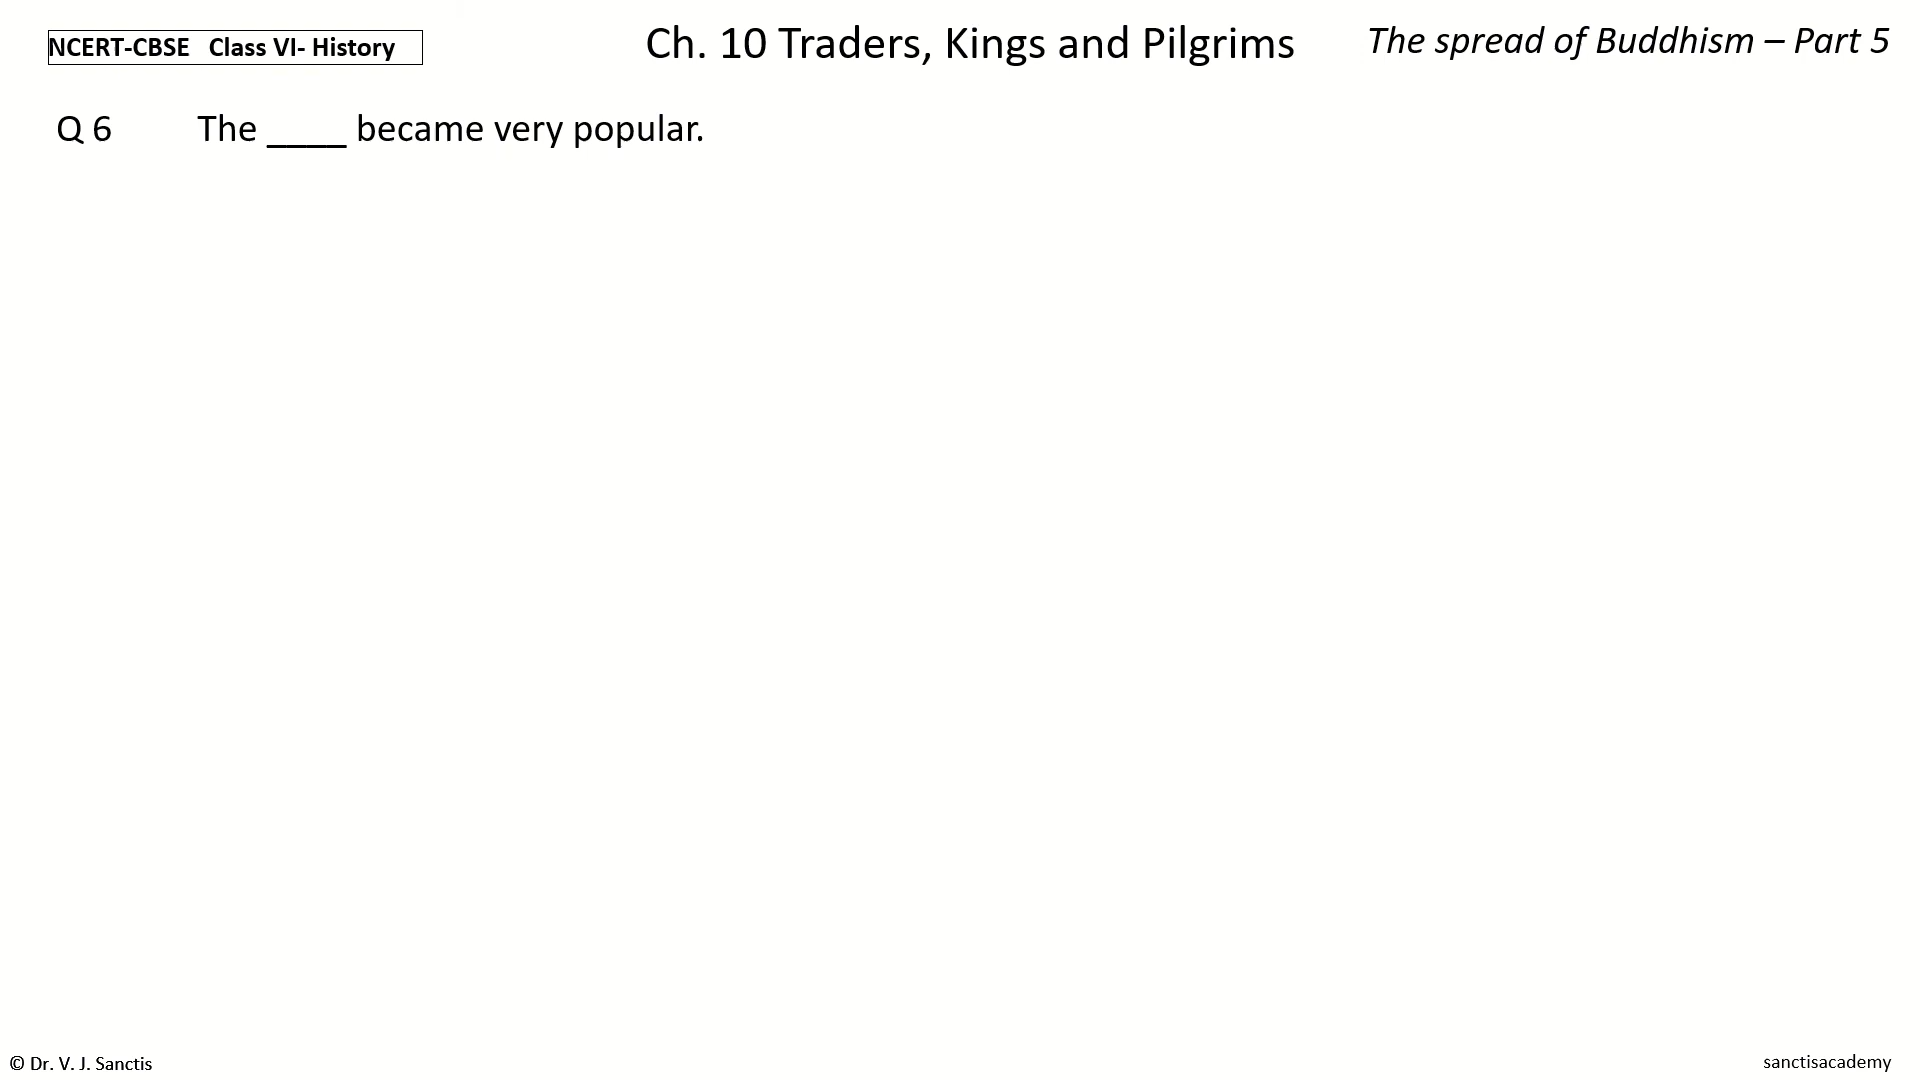 NCERT-CBSE Class VI- History
Ch. 10 Traders, Kings and Pilgrims
The spread of Buddhism – Part 5
Q 6 The ____ became very popular.
© Dr. V. J. Sanctis
sanctisacademy